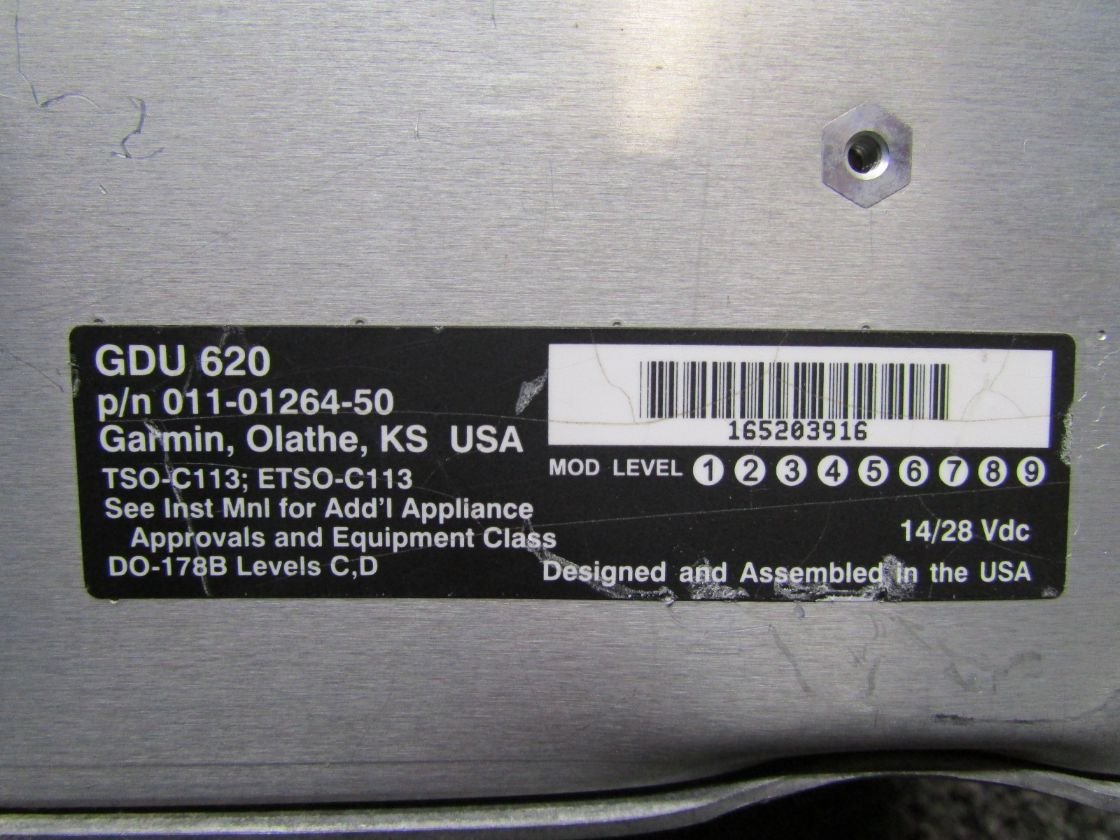 GDU 620
p/n 011-01264-50
Garmin, Olathe, KS USA
TSO-C113; ETSO-C113
See Inst Mnl for Add'l Appliance
Approvals and Equipment Class
DO-178B Levels C,D
165203916
MOD LEVEL 1 2 3 4 5 6 7 8 9
14/28 Vdc
Designed and Assembled in the USA